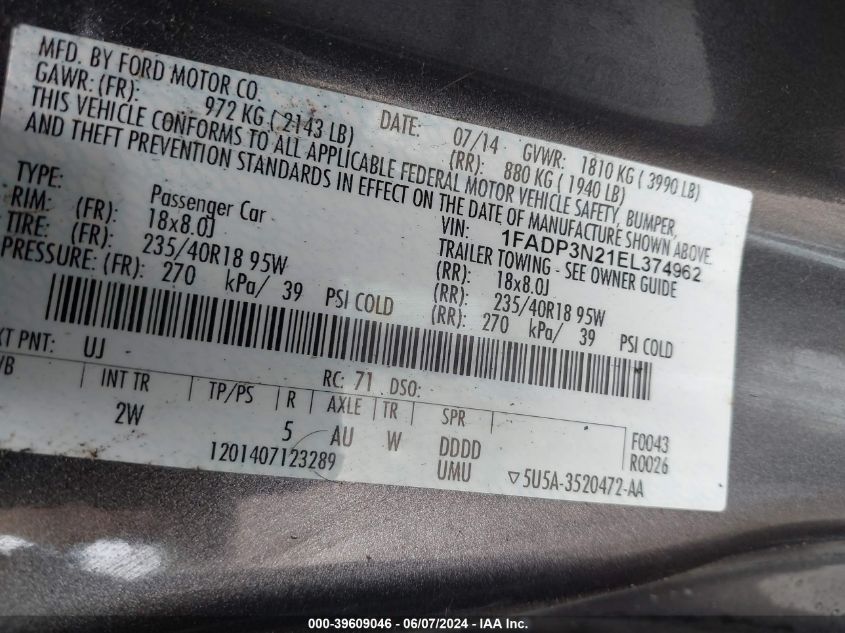 MFD. BY FORD MOTOR CO. DATE: 07/14 GVWR: 1810 KG ( 3990 LB)
GAWR: (FR): 972 KG ( 2143 LB) (RR): 880 KG ( 1940 LB)
THIS VEHICLE CONFORMS TO ALL APPLICABLE FEDERAL MOTOR VEHICLE SAFETY, BUMPER,
AND THEFT PREVENTION STANDARDS IN EFFECT ON THE DATE OF MANUFACTURE SHOWN ABOVE.
VIN: 1FADP3N21EL374962
TYPE: Passenger Car TRAILER TOWING - SEE OWNER GUIDE
RIM: (FR): 18x8.0J (RR): 18x8.0J
TIRE: (FR): 235/40R18 95W (RR): 235/40R18 95W
PRESSURE: (FR): 270 kPa/ 39 PSI COLD (RR): 270 kPa/ 39 PSI COLD
PNT: UJ RC: 71 DSO:
INT TR TP/PS R AXLE TR SPR
2W 5 AU W DDDD F0043
1201407123289 UMU R0026
5U5A-3520472-AA
000-39609046 - 06/07/2024 - IAA Inc.